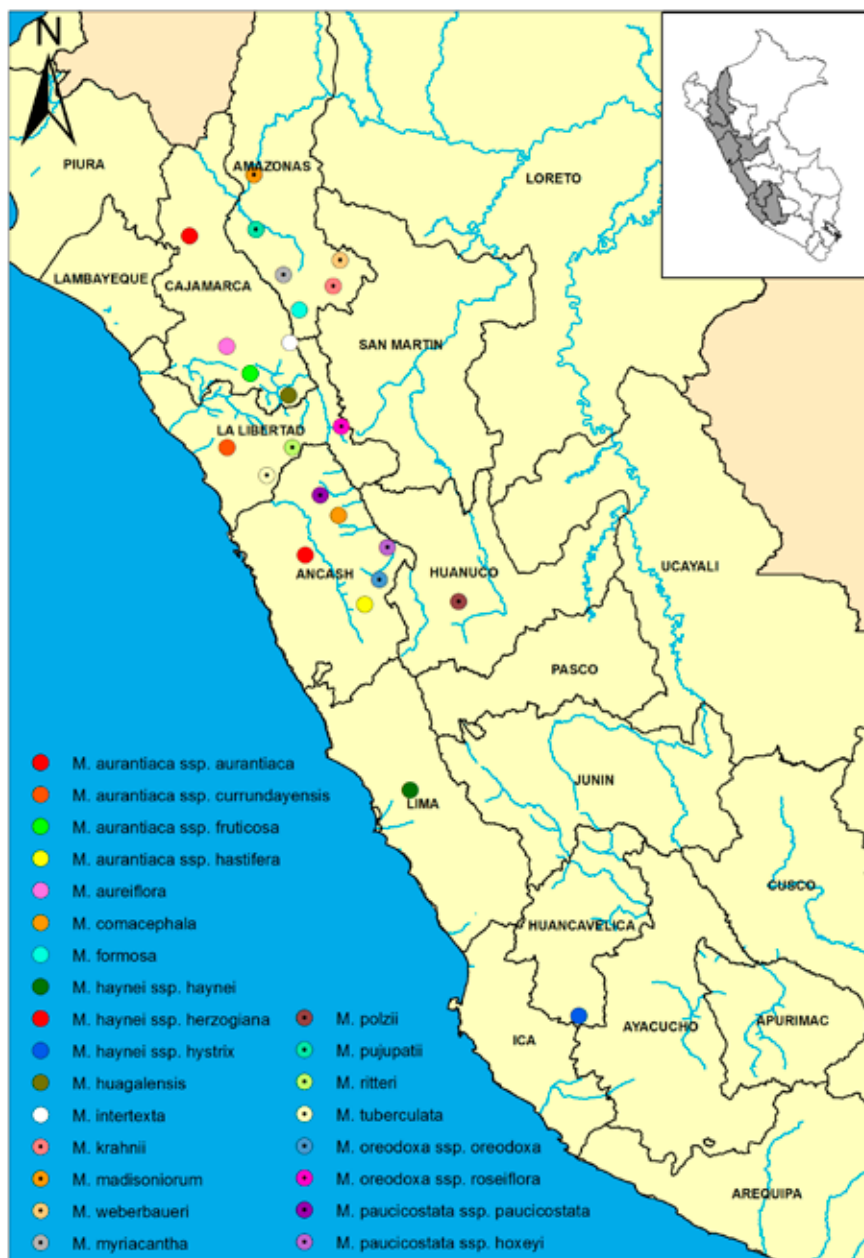 N
PIURA
AMAZONAS
LORETO
LAMBAYEQUE
CAJAMARCA
SAN MARTIN
LA LIBERTAD
ANCASH
HUANUCO
UCAYALI
PASCO
JUNIN
LIMA
CUSCO
HUANCAVELICA
ICA
AYACUCHO
APURIMAC
AREQUIPA
M. aurantiaca ssp. aurantiaca
M. aurantiaca ssp. currundayensis
M. aurantiaca ssp. fruticosa
M. aurantiaca ssp. hastifera
M. aureiflora
M. comacephala
M. formosa
M. haynei ssp. haynei
M. haynei ssp. herzogiana
M. haynei ssp. hystrix
M. huagalensis
M. intertexta
M. krahnii
M. madisoniorum
M. weberbaueri
M. myriacantha
M. polzii
M. pujupatii
M. ritteri
M. tuberculata
M. oreodoxa ssp. oreodoxa
M. oreodoxa ssp. roseiflora
M. paucicostata ssp. paucicostata
M. paucicostata ssp. hoxeyi